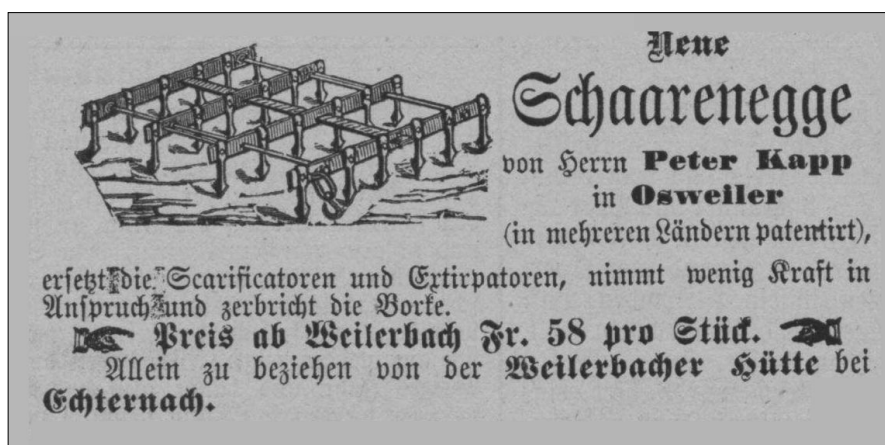 Neue
Schaarenegge
von Herrn Peter Kapp
in Osweiler
(in mehreren Ländern patentirt),
ersetzt die Scarificatoren und Extirpatoren, nimmt wenig Kraft in
Anspruch und zerbricht die Borke.
Preis ab Weilerbach Fr. 58 pro Stück.
Allein zu beziehen von der Weilerbacher Hütte bei
Echternach.